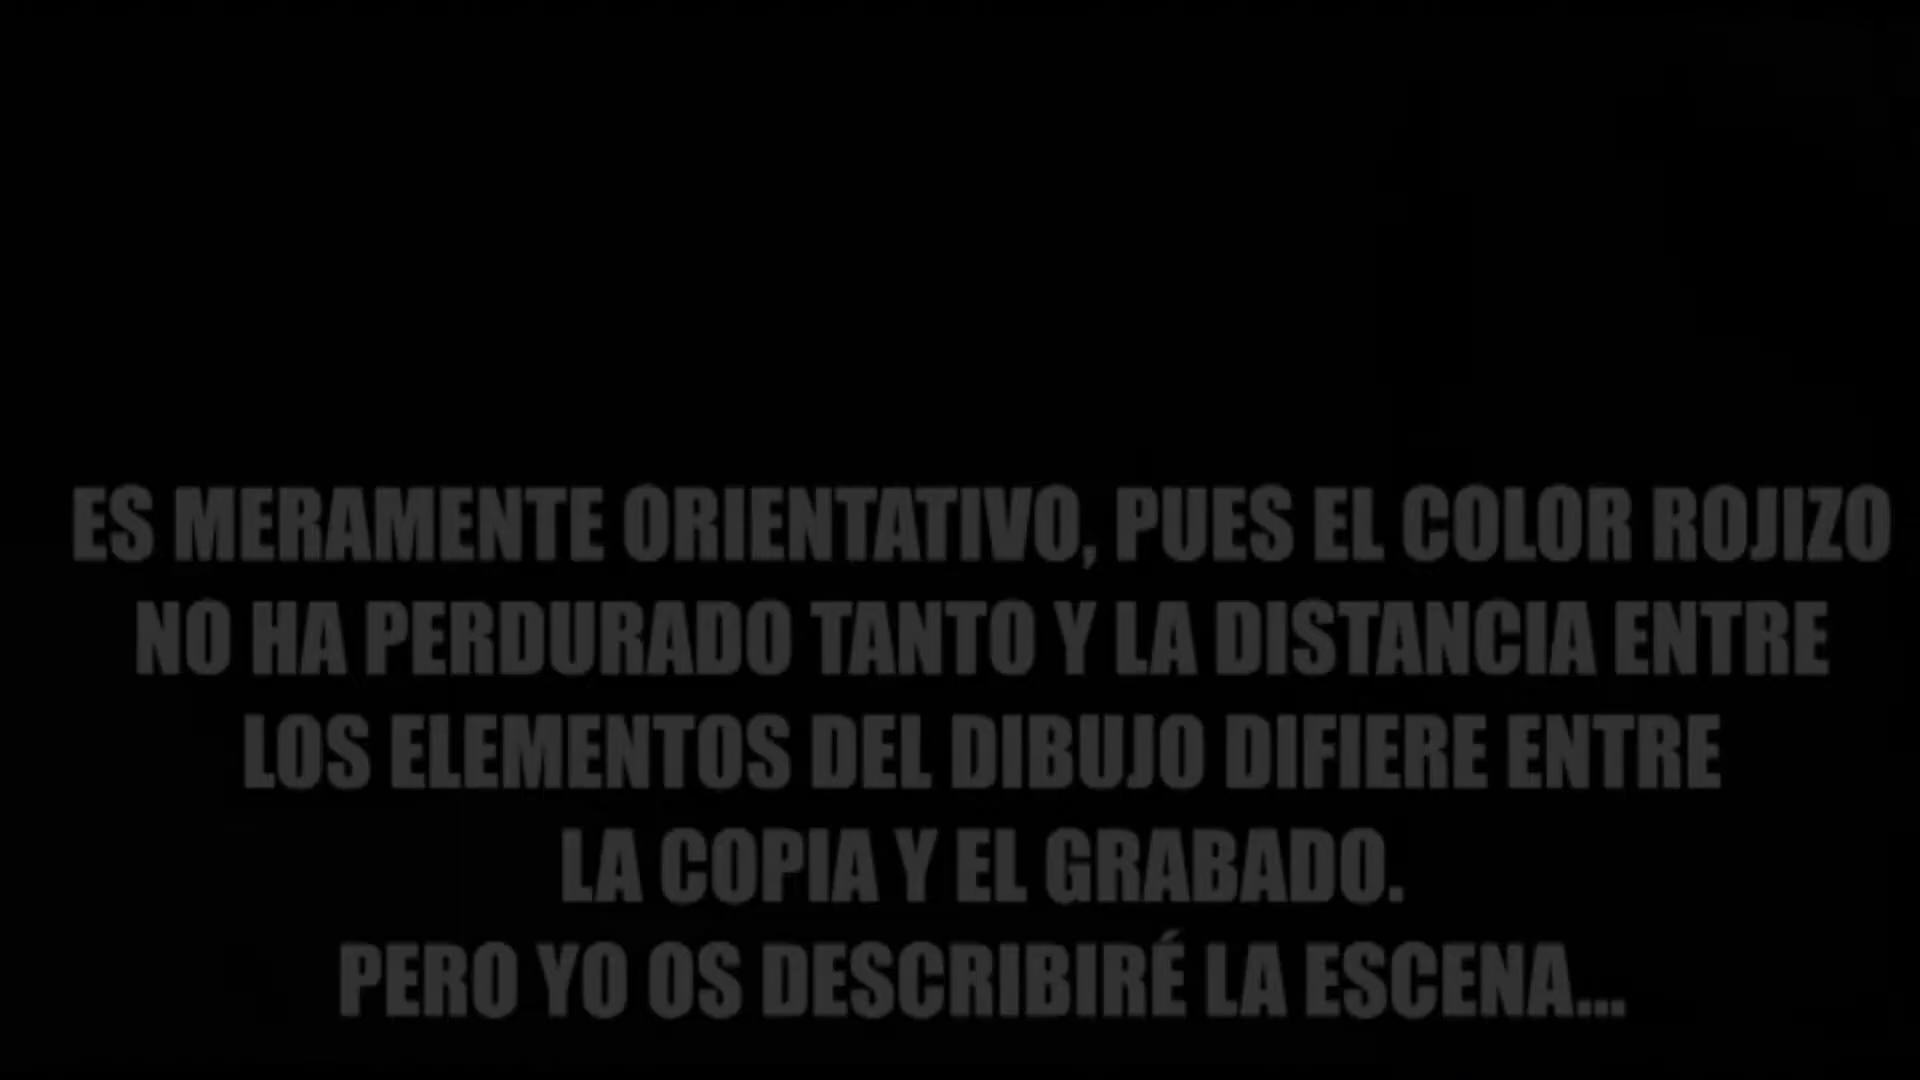 ES MERAMENTE ORIENTATIVO, PUES EL COLOR ROJIZO
NO HA PERDURADO TANTO Y LA DISTANCIA ENTRE
LOS ELEMENTOS DEL DIBUJO DIFIERE ENTRE
LA COPIA Y EL GRABADO.
PERO YO OS DESCRIBIRÉ LA ESCENA...